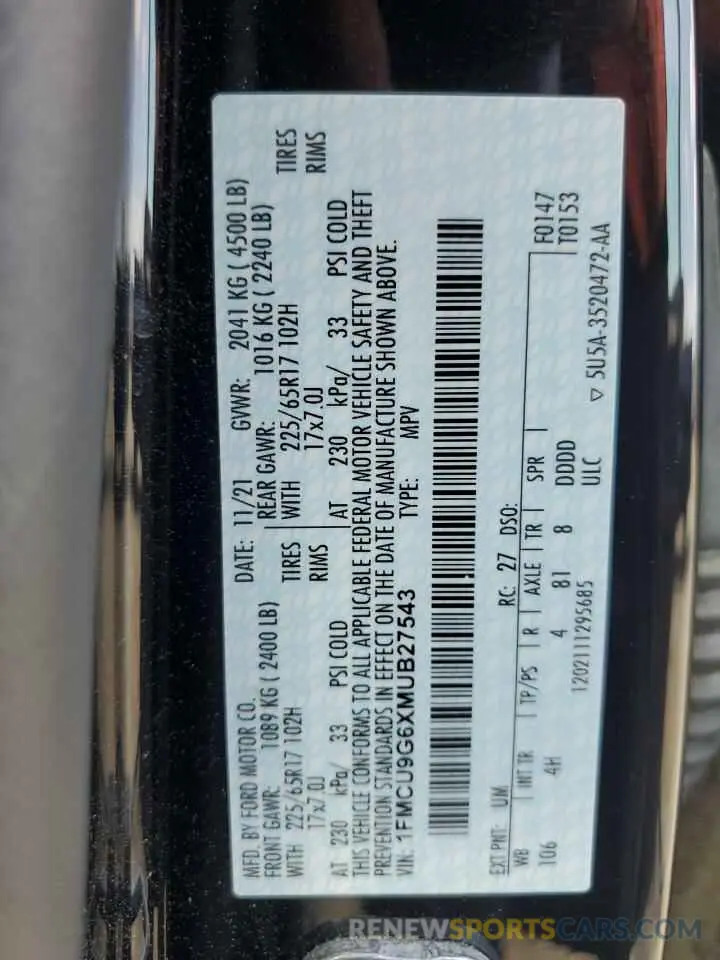 MFD. BY FORD MOTOR CO.
DATE: 11/21 GVWR: 2041 KG ( 4500 LB)
FRONT GAWR: 1089 KG ( 2400 LB) REAR GAWR: 1016 KG ( 2240 LB)
WITH 225/65R17 102H TIRES WITH 225/65R17 102H TIRES
17x7.0J RIMS 17x7.0J RIMS
AT 230 kPa/ 33 PSI COLD AT 230 kPa/ 33 PSI COLD
THIS VEHICLE CONFORMS TO ALL APPLICABLE FEDERAL MOTOR VEHICLE SAFETY AND THEFT
PREVENTION STANDARDS IN EFFECT ON THE DATE OF MANUFACTURE SHOWN ABOVE.
VIN: 1FMCU9G6XMUB27543 TYPE: MPV
EXT PNT: UM RC: 27 DSO:
WB INT TR TP/PS R AXLE TR SPR F0147
106 4H 4 81 8 DDDD T0153
1202111295685 ULC
▽ 5U5A-3520472-AA
RENEWSPORTSCARS.COM